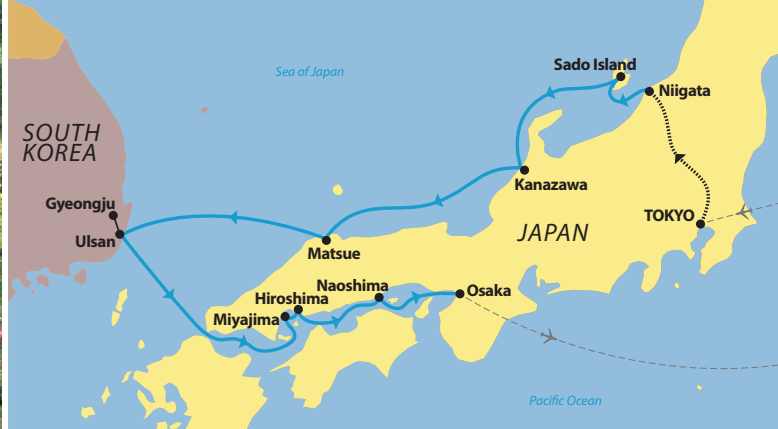 Sea of Japan
Sado Island
Niigata
SOUTH
KOREA
Kanazawa
Gyeongju
TOKYO
Ulsan
JAPAN
Matsue
Naoshima
Osaka
Hiroshima
Miyajima
Pacific Ocean